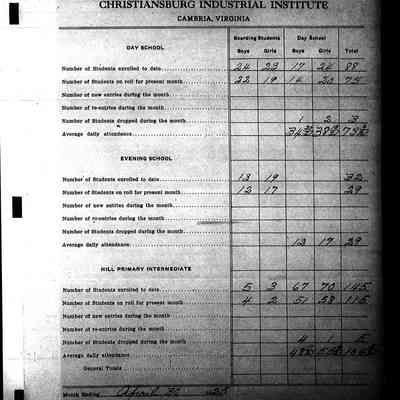 CHRISTIANSBURG INDUSTRIAL INSTITUTE
CAMBRIA, VIRGINIA
Boarding Students Day School
DAY SCHOOL Boys Girls Boys Girls Total
Number of Students enrolled to date 24 23 17 24 88
Number of Students on roll for present month 22 19 14 20 75
Number of new entries during the month
Number of re-entries during the month
Number of Students dropped during the month 1 2 3
Average daily attendance
EVENING SCHOOL
Number of Students enrolled to date 13 19 32
Number of Students on roll for present month 12 17 29
Number of new entries during the month
Number of re-entries during the month
Number of Students dropped during the month
Average daily attendance 12 17 29
HILL PRIMARY INTERMEDIATE
Number of Students enrolled to date 5 3 67 70 145
Number of Students on roll for present month 4 2 51 58 115
Number of new entries during the month
Number of re-entries during the month
Number of Students dropped during the month 4 1 5
Average daily attendance
General Totals
Month Ending April